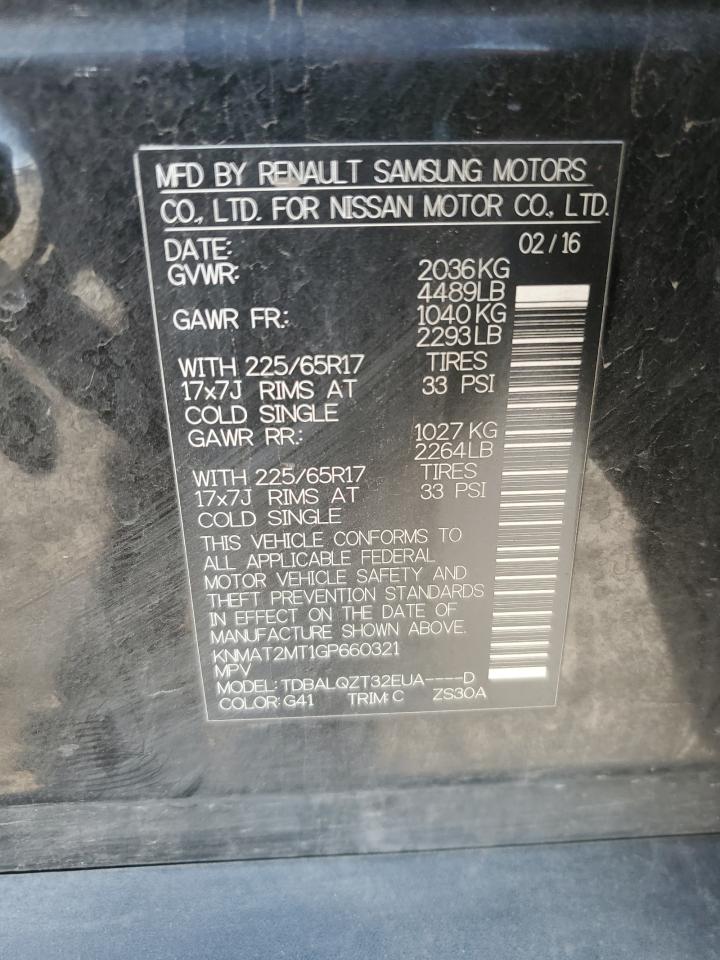 MFD BY RENAULT SAMSUNG MOTORS
CO., LTD. FOR NISSAN MOTOR CO., LTD.
DATE: 02/16
GVWR: 2036KG
4489LB
GAWR FR.: 1040KG
2293LB
WITH 225/65R17 TIRES
17x7J RIMS AT 33 PSI
COLD SINGLE
GAWR RR.: 1027KG
2264LB
WITH 225/65R17 TIRES
17x7J RIMS AT 33 PSI
COLD SINGLE
THIS VEHICLE CONFORMS TO
ALL APPLICABLE FEDERAL
MOTOR VEHICLE SAFETY AND
THEFT PREVENTION STANDARDS
IN EFFECT ON THE DATE OF
MANUFACTURE SHOWN ABOVE.
KNMAT2MT1GP660321
MPV
MODEL: TDBALQZT32EUA----D
COLOR: G41 TRIM: C ZS30A